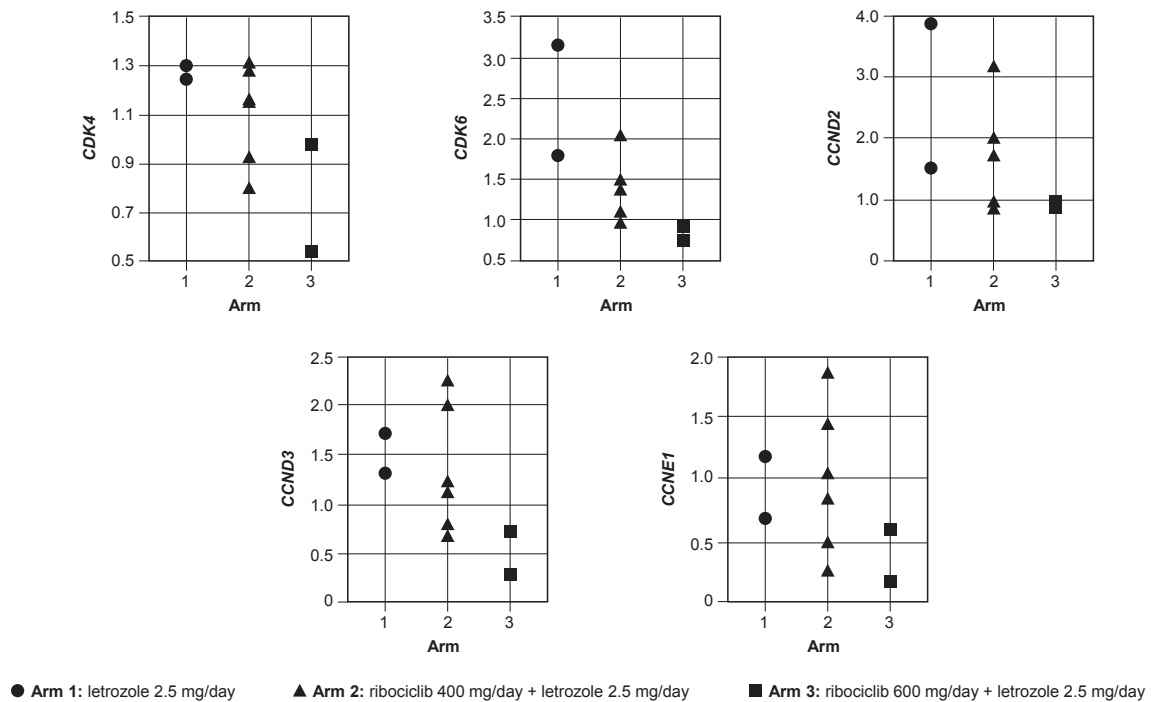 CDK4
1.5
1.3
1.1
0.9
0.7
0.5
1 2 3
Arm
CDK6
3.5
3.0
2.5
2.0
1.5
1.0
0.5
1 2 3
Arm
CCND2
4.0
3.0
2.0
1.0
0
1 2 3
Arm
CCND3
2.5
2.0
1.5
1.0
0.5
0
1 2 3
Arm
CCNE1
2.0
1.5
1.0
0.5
0
1 2 3
Arm
Arm 1: letrozole 2.5 mg/day
Arm 2: ribociclib 400 mg/day + letrozole 2.5 mg/day
Arm 3: ribociclib 600 mg/day + letrozole 2.5 mg/day